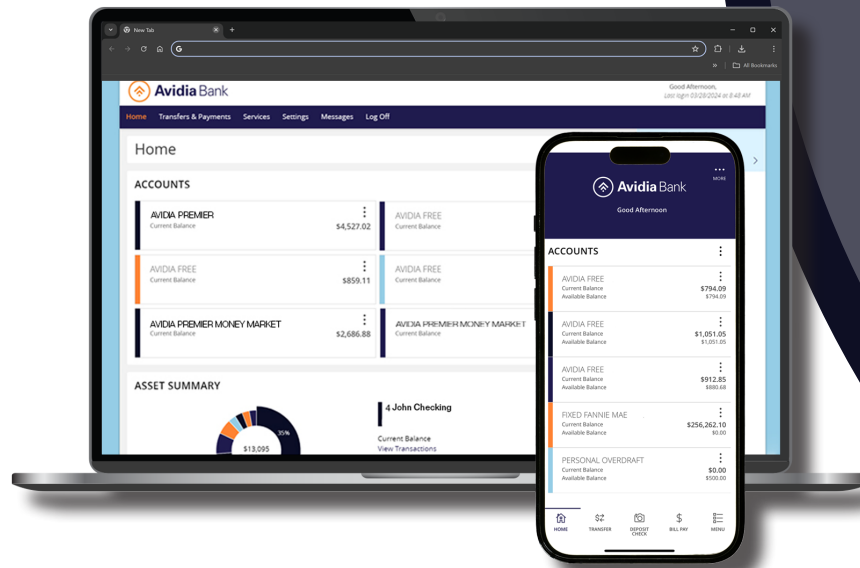 New Tab
All Bookmarks
Avidia Bank
Good Afternoon,
Last login 03/28/2024 at 8:48 AM
Home Transfers & Payments Services Settings Messages Log Off
Home
ACCOUNTS
AVIDIA PREMIER
Current Balance $4,527.02
AVIDIA FREE
Current Balance
AVIDIA FREE
Current Balance $859.11
AVIDIA FREE
Current Balance
AVIDIA PREMIER MONEY MARKET
Current Balance $2,686.88
AVIDIA PREMIER MONEY MARKET
Current Balance
ASSET SUMMARY
35%
$13,095
4 John Checking
Current Balance
View Transactions
MORE
Avidia Bank
Good Afternoon
ACCOUNTS
AVIDIA FREE
Current Balance $794.09
Available Balance $794.09
AVIDIA FREE
Current Balance $1,051.05
Available Balance $1,051.05
AVIDIA FREE
Current Balance $912.85
Available Balance $880.68
FIXED FANNIE MAE
Current Balance $256,262.10
Available Balance $0.00
PERSONAL OVERDRAFT
Current Balance $0.00
Available Balance $500.00
HOME TRANSFER DEPOSIT CHECK BILL PAY MENU